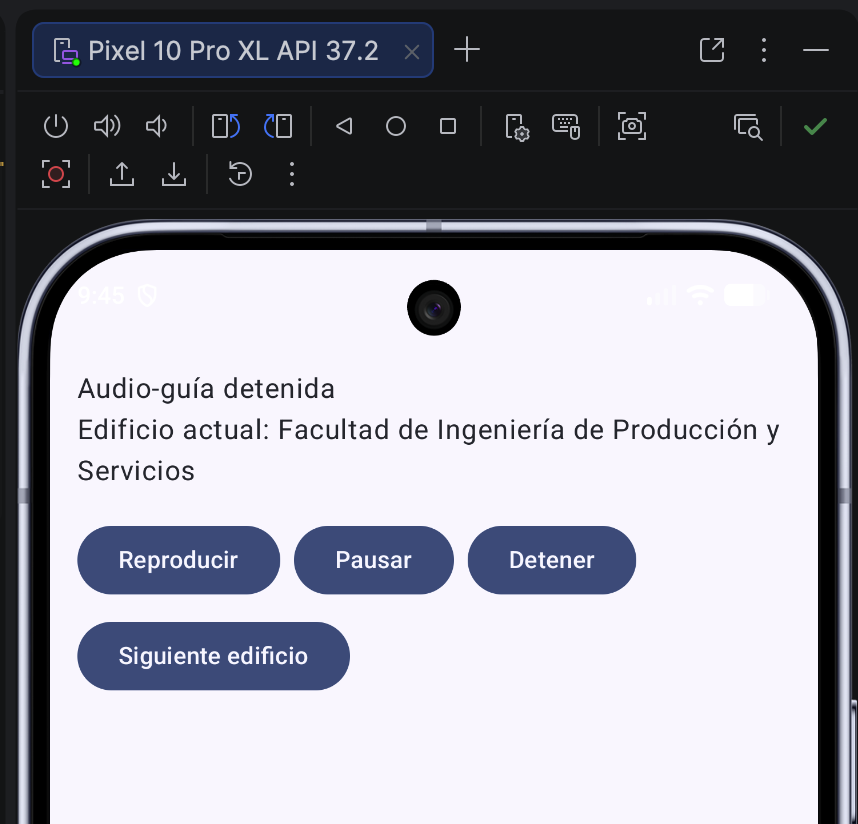 Pixel 10 Pro XL API 37.2
9:45
Audio-guía detenida
Edificio actual: Facultad de Ingeniería de Producción y
Servicios
Reproducir
Pausar
Detener
Siguiente edificio